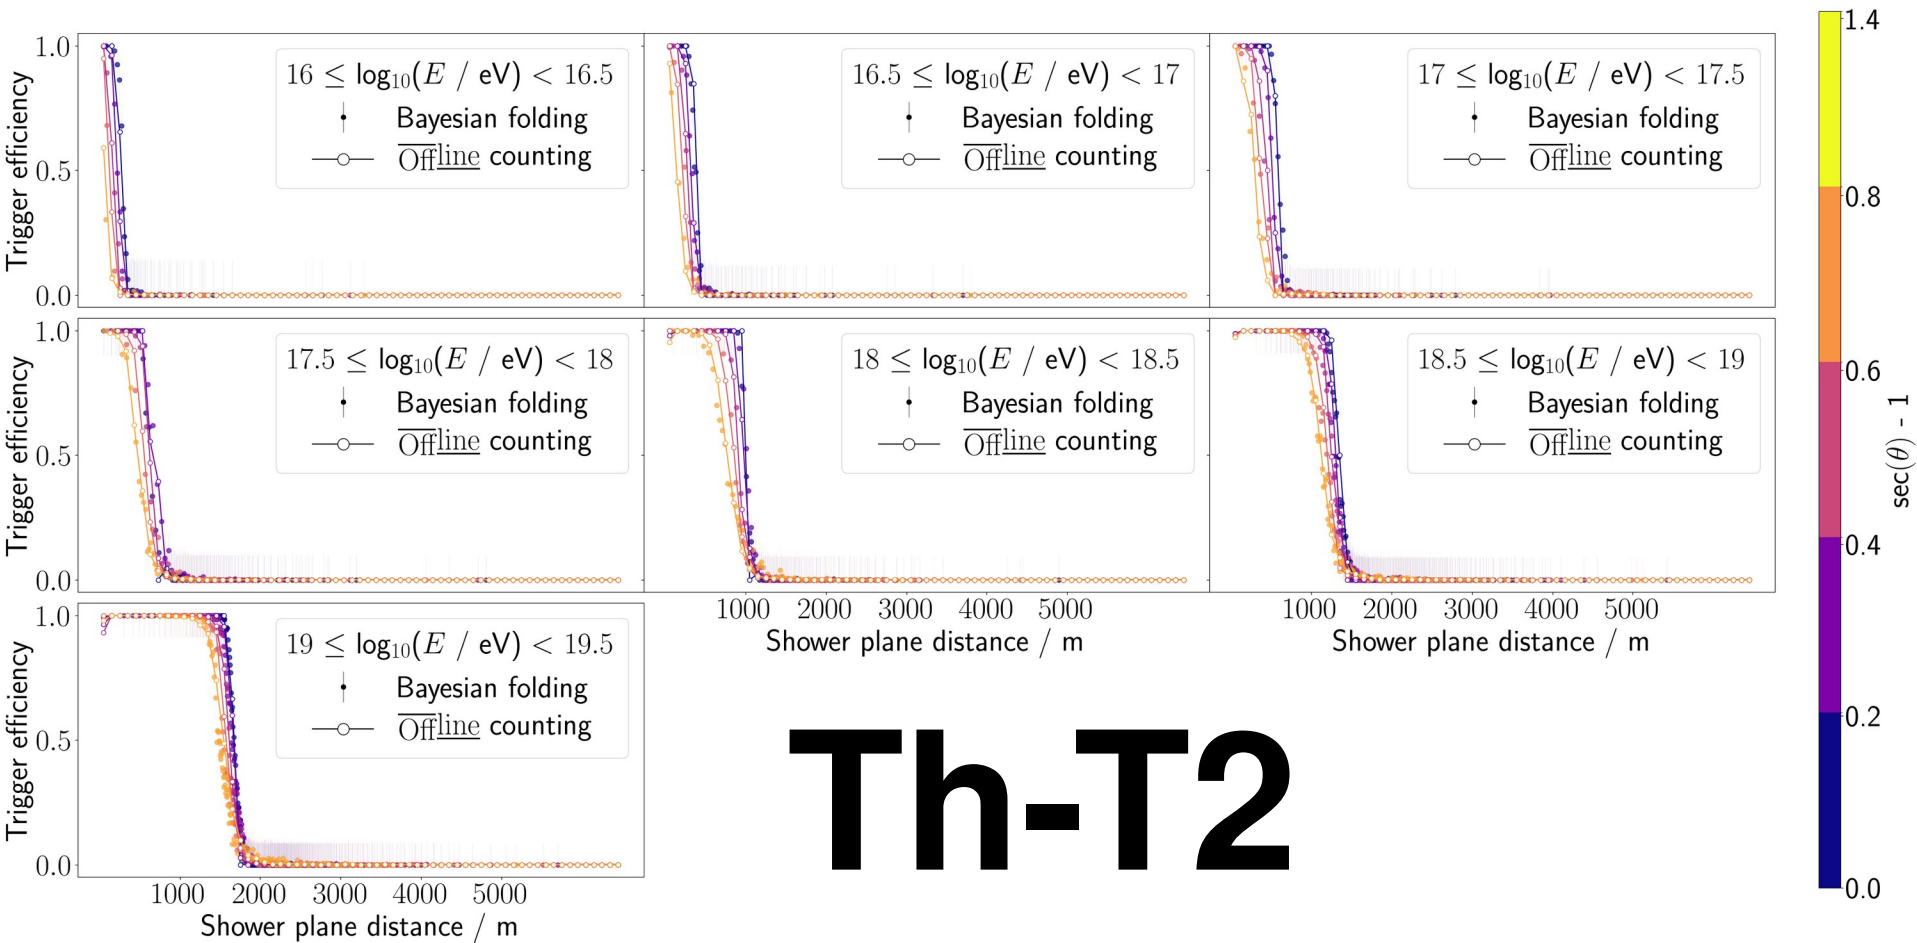 1.0
0.5
0.0
Trigger efficiency
16 ≤ log₁₀(E / eV) < 16.5
Bayesian folding
Offline counting
16.5 ≤ log₁₀(E / eV) < 17
Bayesian folding
Offline counting
17 ≤ log₁₀(E / eV) < 17.5
Bayesian folding
Offline counting
1.0
0.5
0.0
Trigger efficiency
17.5 ≤ log₁₀(E / eV) < 18
Bayesian folding
Offline counting
18 ≤ log₁₀(E / eV) < 18.5
Bayesian folding
Offline counting
1000 2000 3000 4000 5000
Shower plane distance / m
18.5 ≤ log₁₀(E / eV) < 19
Bayesian folding
Offline counting
1000 2000 3000 4000 5000
Shower plane distance / m
1.0
0.5
0.0
Trigger efficiency
19 ≤ log₁₀(E / eV) < 19.5
Bayesian folding
Offline counting
1000 2000 3000 4000 5000
Shower plane distance / m
Th-T2
1.4
0.8
0.6
0.4
0.2
0.0
sec(θ) - 1